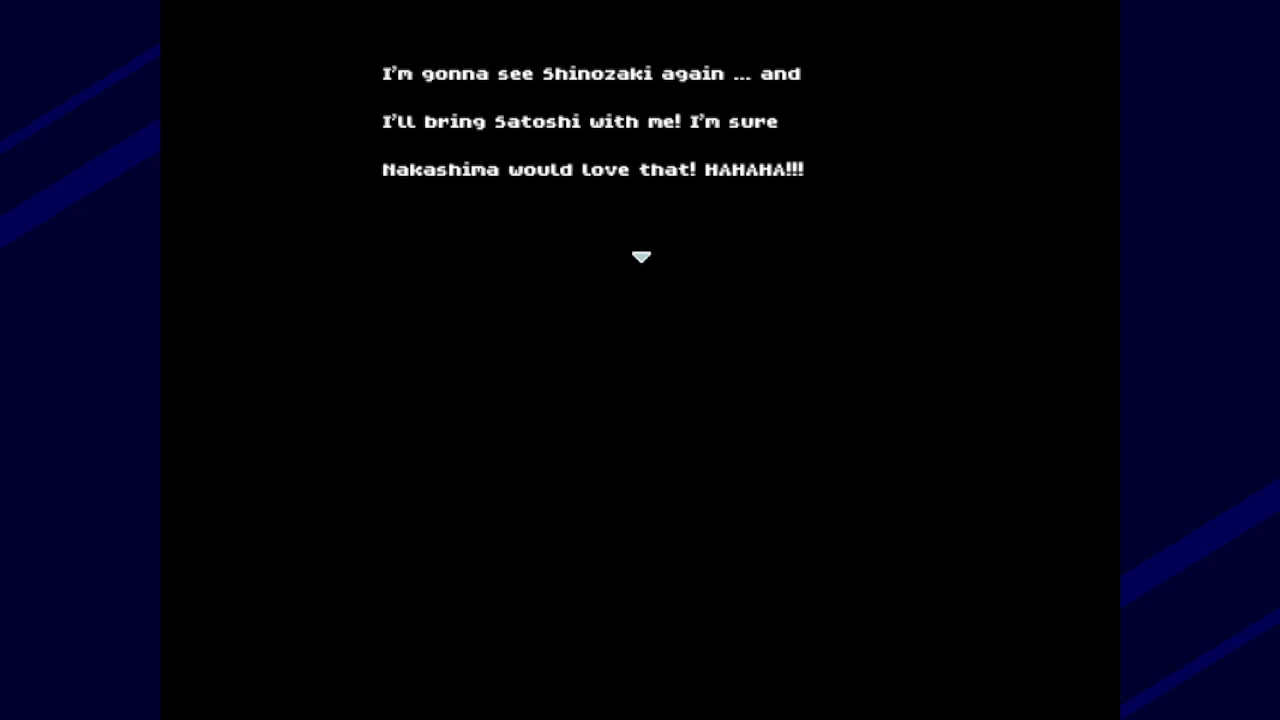 I'm gonna see Shinozaki again ... and
I'll bring Satoshi with me! I'm sure
Nakashima would love that! HAHAHA!!!